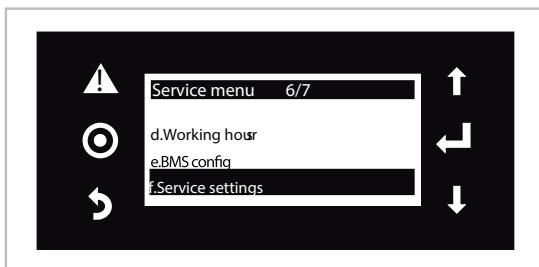 Service menu 6/7
d.Working housr
e.BMS config
f.Service settings